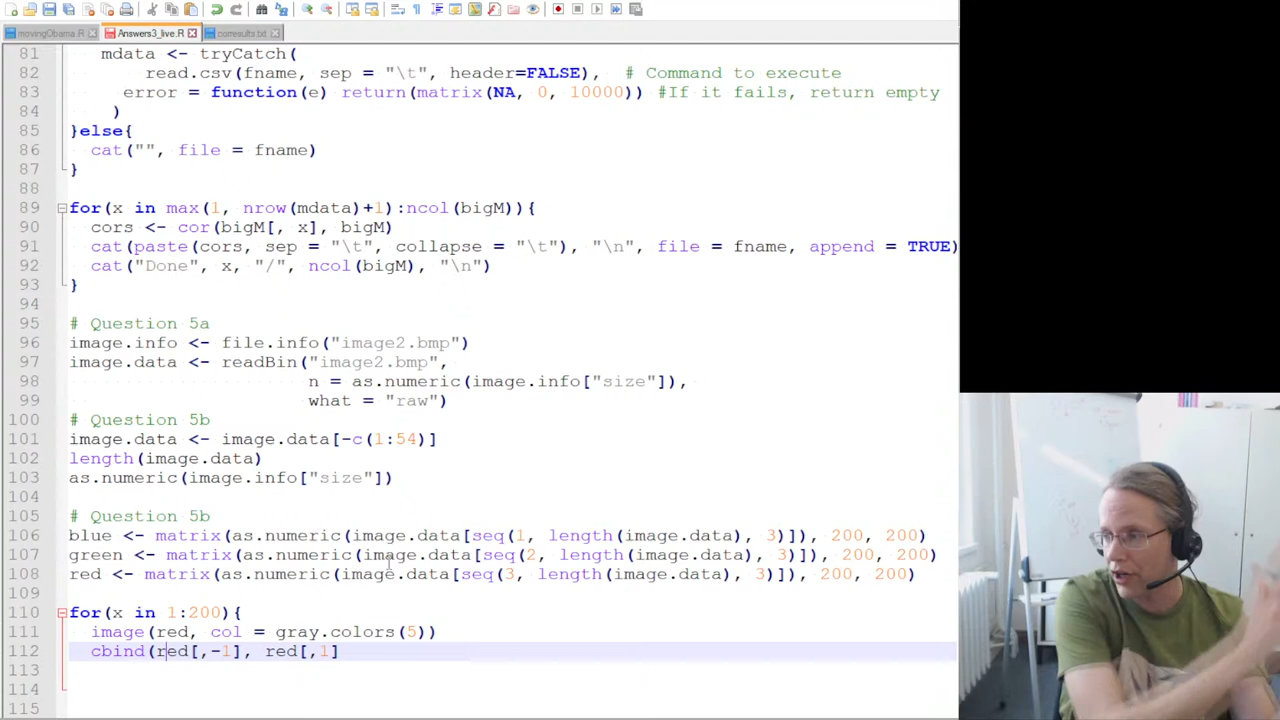 movingObama.R
Answers3_live.R
corresults.txt
81 mdata <- tryCatch(
82 read.csv(fname, sep = "\t", header=FALSE), # Command to execute
83 error = function(e) return(matrix(NA, 0, 10000)) #If it fails, return empty
84 )
85 }else{
86 cat("", file = fname)
87 }
88
89 for(x in max(1, nrow(mdata)+1):ncol(bigM)){
90 cors <- cor(bigM[, x], bigM)
91 cat(paste(cors, sep = "\t", collapse = "\t"), "\n", file = fname, append = TRUE)
92 cat("Done", x, "/", ncol(bigM), "\n")
93 }
94
95 # Question 5a
96 image.info <- file.info("image2.bmp")
97 image.data <- readBin("image2.bmp",
98 n = as.numeric(image.info["size"]),
99 what = "raw")
100 # Question 5b
101 image.data <- image.data[-c(1:54)]
102 length(image.data)
103 as.numeric(image.info["size"])
104
105 # Question 5b
106 blue <- matrix(as.numeric(image.data[seq(1, length(image.data), 3)]), 200, 200)
107 green <- matrix(as.numeric(image.data[seq(2, length(image.data), 3)]), 200, 200)
108 red <- matrix(as.numeric(image.data[seq(3, length(image.data), 3)]), 200, 200)
109
110 for(x in 1:200){
111 image(red, col = gray.colors(5))
112 cbind(red[,-1], red[,1]
113
114
115